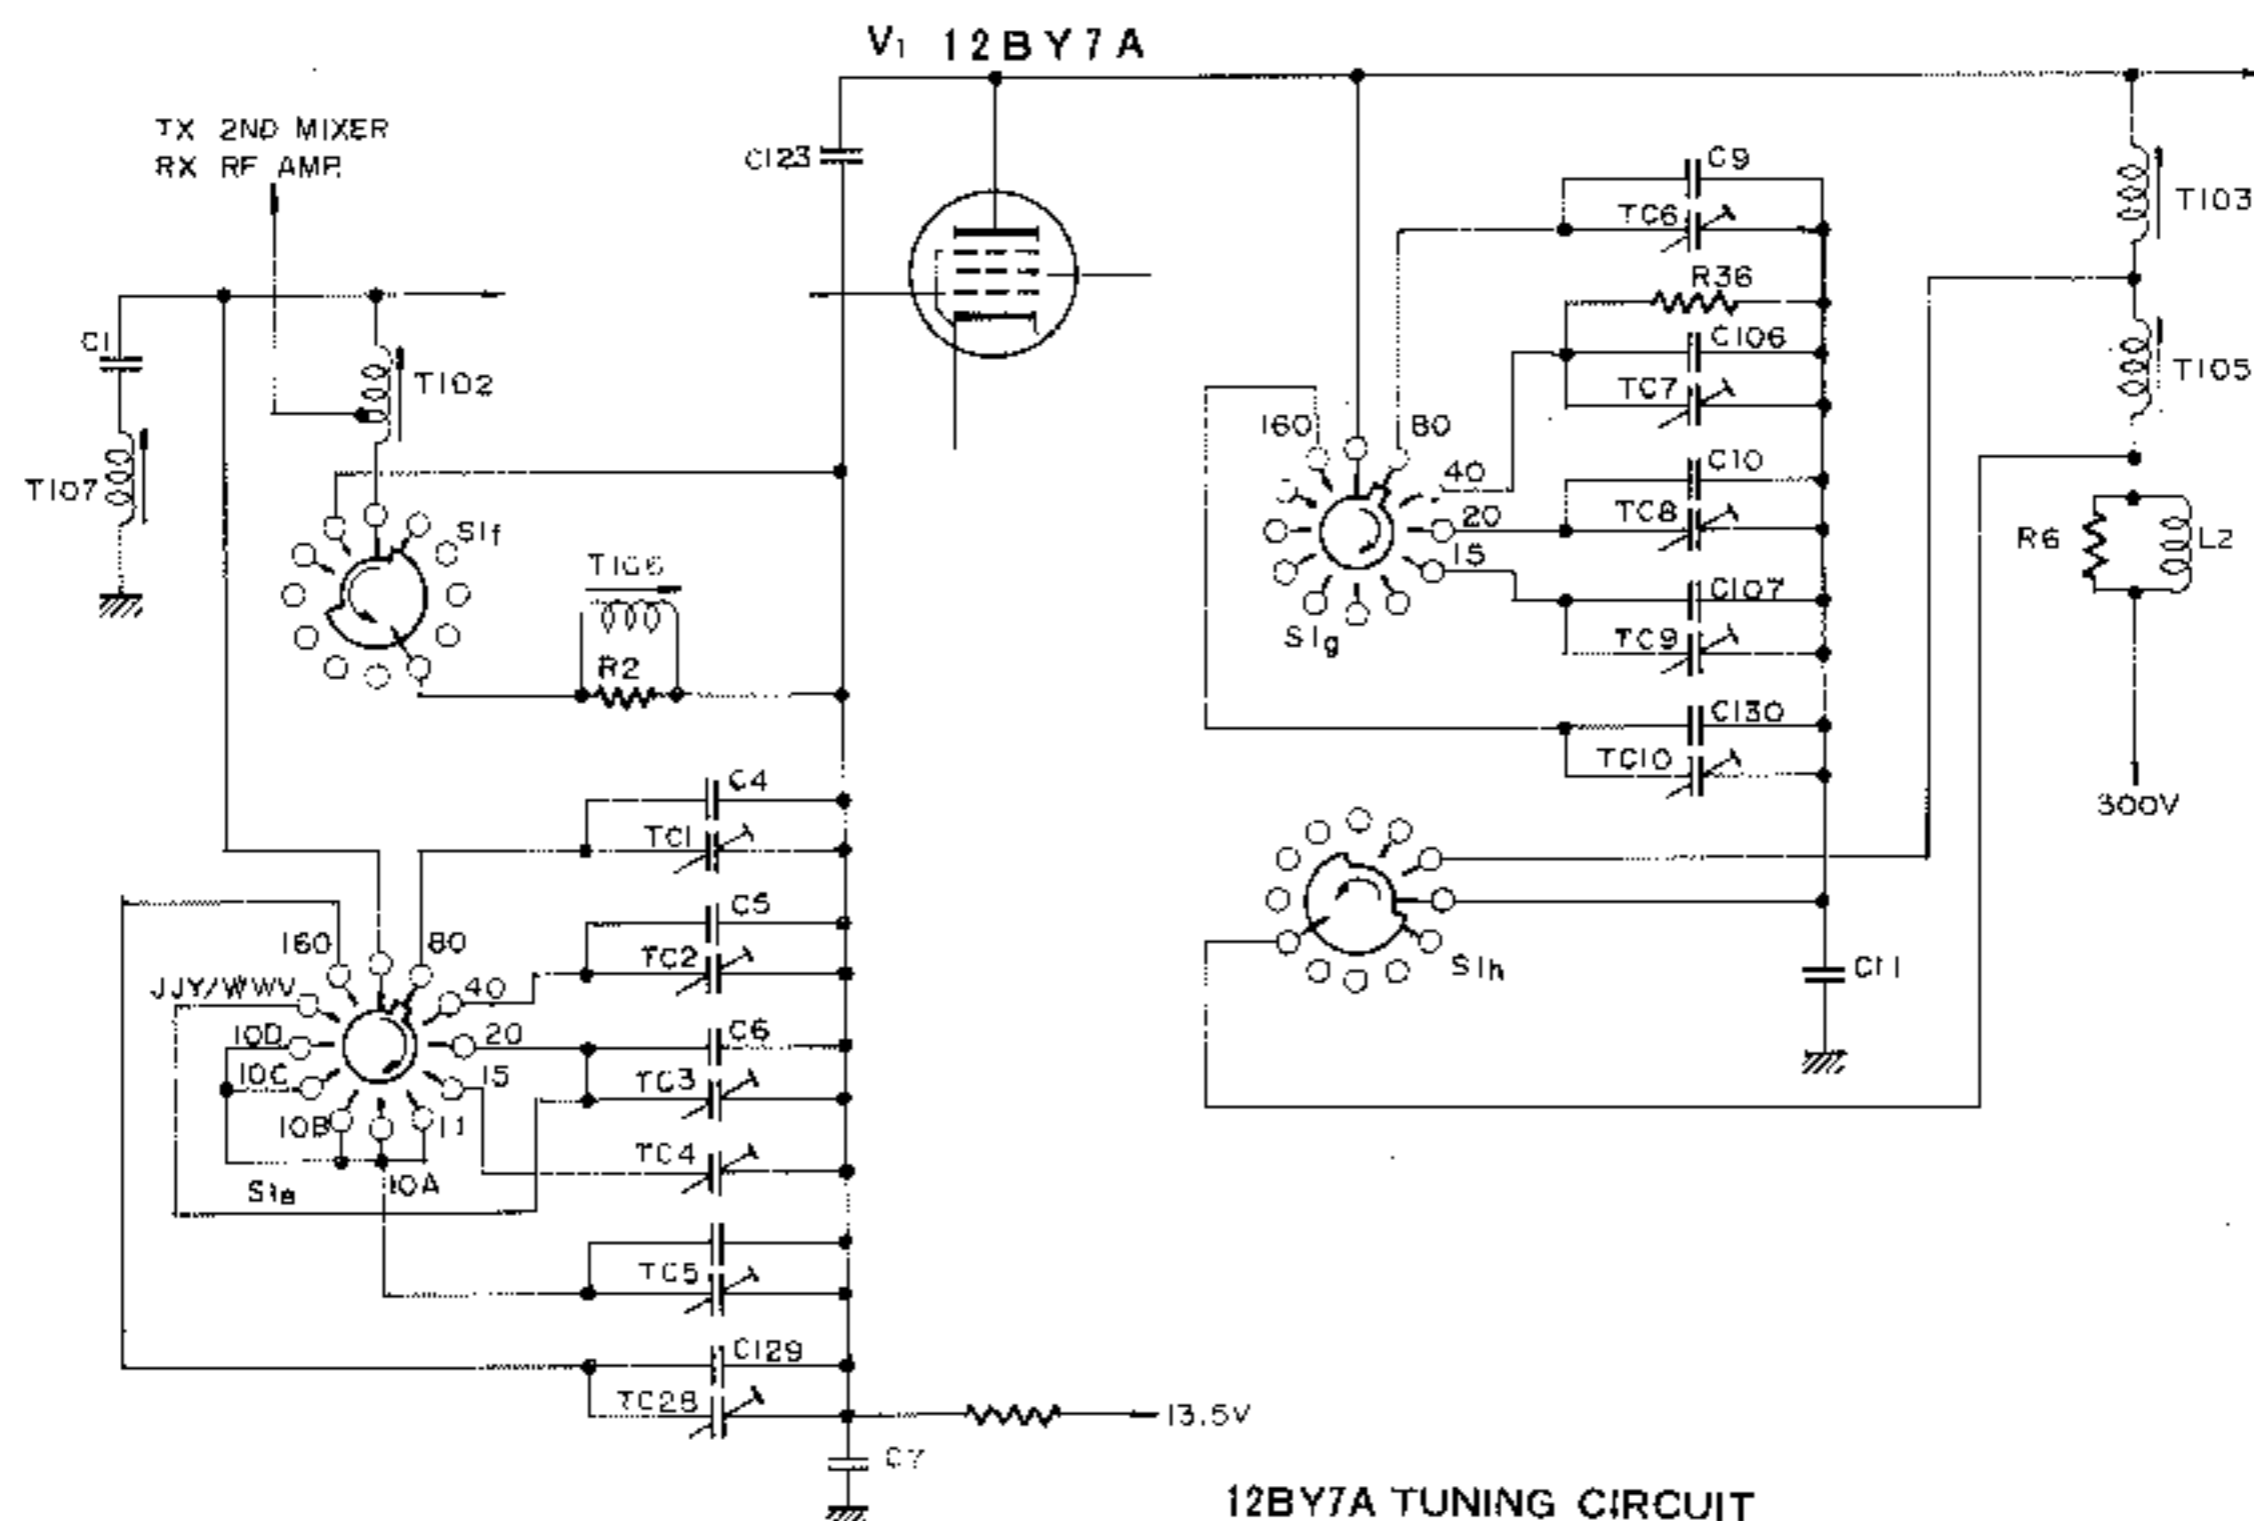 V1 12BY7A
TX 2ND MIXER
RX RF AMP.
C123
C9
TC6
T103
R36
C1
C106
T105
T102
TC7
160
80
T107
40
C10
S1f
20
TC8
R6
L2
15
T106
C107
S1g
TC9
R2
C130
TC10
C4
300V
TC1
C5
160
80
TC2
S1h
C11
JJY/WWV
40
10D
20
C6
10C
15
TC3
10B
11
TC4
10A
S1e
TC5
C129
TC28
13.5V
C7
12BY7A TUNING CIRCUIT